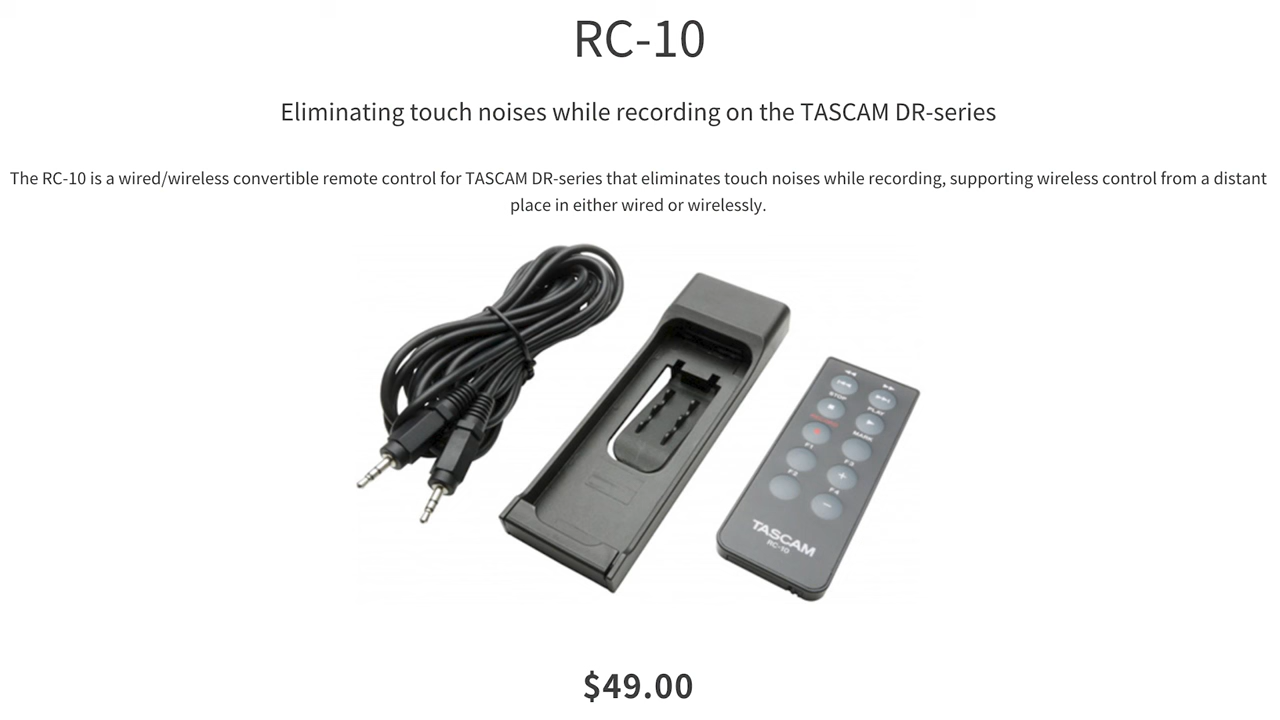 RC-10
Eliminating touch noises while recording on the TASCAM DR-series
The RC-10 is a wired/wireless convertible remote control for TASCAM DR-series that eliminates touch noises while recording, supporting wireless control from a distant
place in either wired or wirelessly.
STOP
PLAY
MARK
F1
F3
F2
F4
TASCAM
RC-10
$49.00